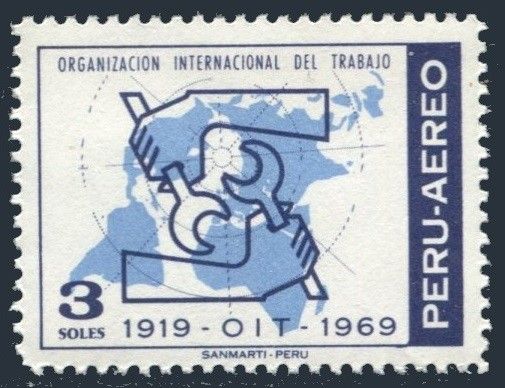 ORGANIZACION INTERNACIONAL DEL TRABAJO
PERU-AEREO
3
SOLES
1919 - OIT - 1969
SANMARTI - PERU